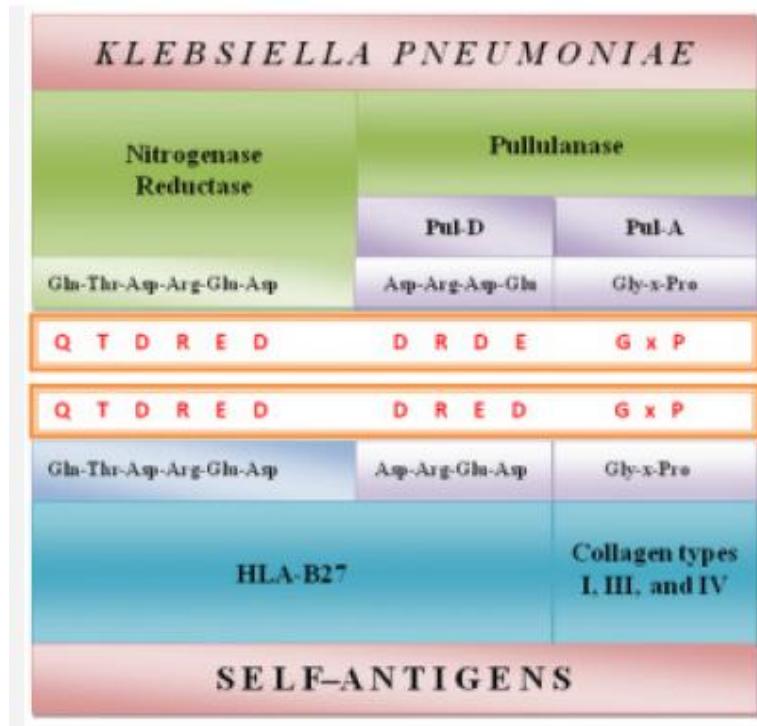 KLEBSIELLA PNEUMONIAE
Nitrogenase
Reductase
Pullulanase
Pul-D
Pul-A
Gln-Thr-Asp-Arg-Glu-Asp
Asp-Arg-Asp-Glu
Gly-x-Pro
Q T D R E D
D R D E
G x P
Q T D R E D
D R E D
G x P
Gln-Thr-Asp-Arg-Glu-Asp
Asp-Arg-Glu-Asp
Gly-x-Pro
HLA-B27
Collagen types
I, III, and IV
SELF–ANTIGENS